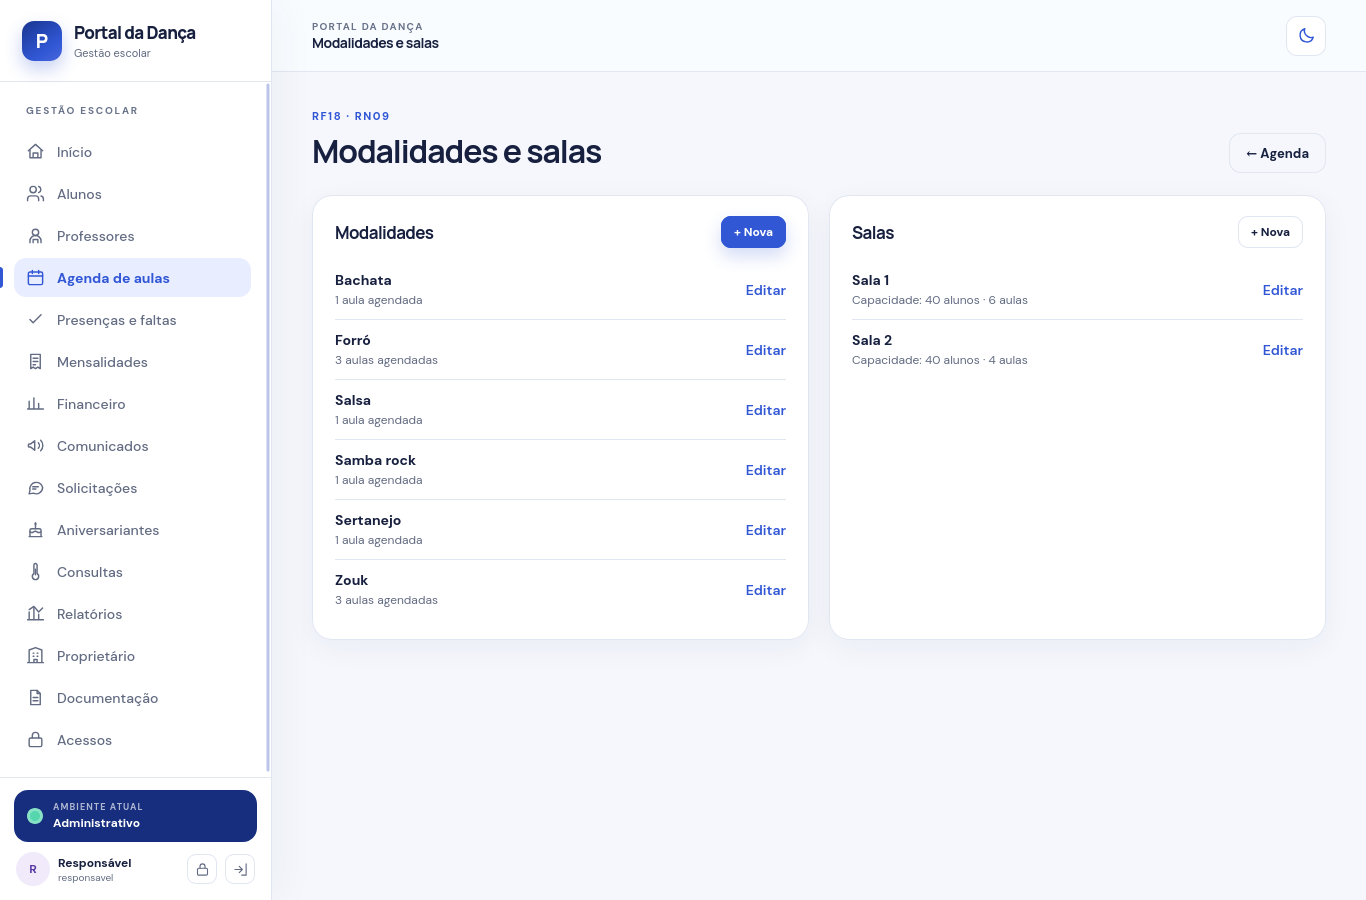 P
Portal da Dança
Gestão escolar
GESTÃO ESCOLAR
Início
Alunos
Professores
Agenda de aulas
Presenças e faltas
Mensalidades
Financeiro
Comunicados
Solicitações
Aniversariantes
Consultas
Relatórios
Proprietário
Documentação
Acessos
AMBIENTE ATUAL
Administrativo
R
Responsável
responsavel
PORTAL DA DANÇA
Modalidades e salas
RF18 · RN09
Modalidades e salas
← Agenda
Modalidades
+ Nova
Bachata
1 aula agendada
Editar
Forró
3 aulas agendadas
Editar
Salsa
1 aula agendada
Editar
Samba rock
1 aula agendada
Editar
Sertanejo
1 aula agendada
Editar
Zouk
3 aulas agendadas
Editar
Salas
+ Nova
Sala 1
Capacidade: 40 alunos · 6 aulas
Editar
Sala 2
Capacidade: 40 alunos · 4 aulas
Editar